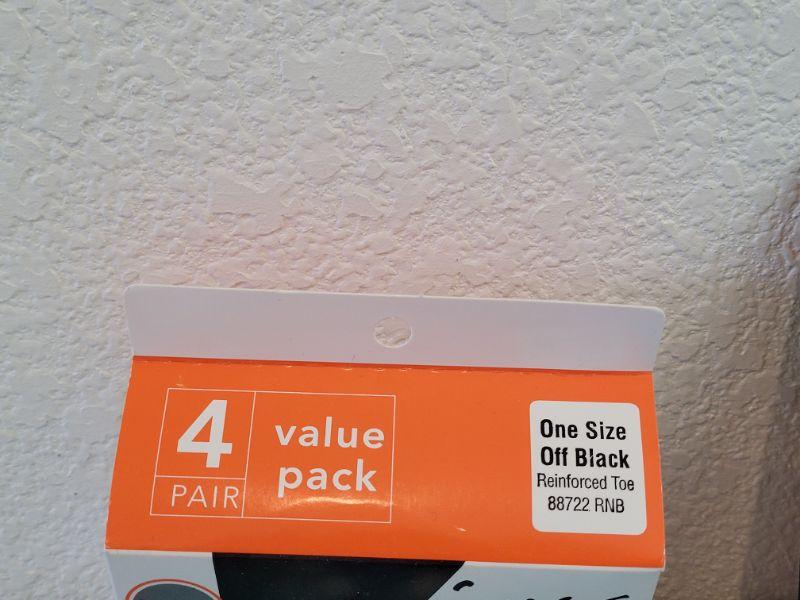 4
PAIR
value
pack
One Size
Off Black
Reinforced Toe
88722 RNB